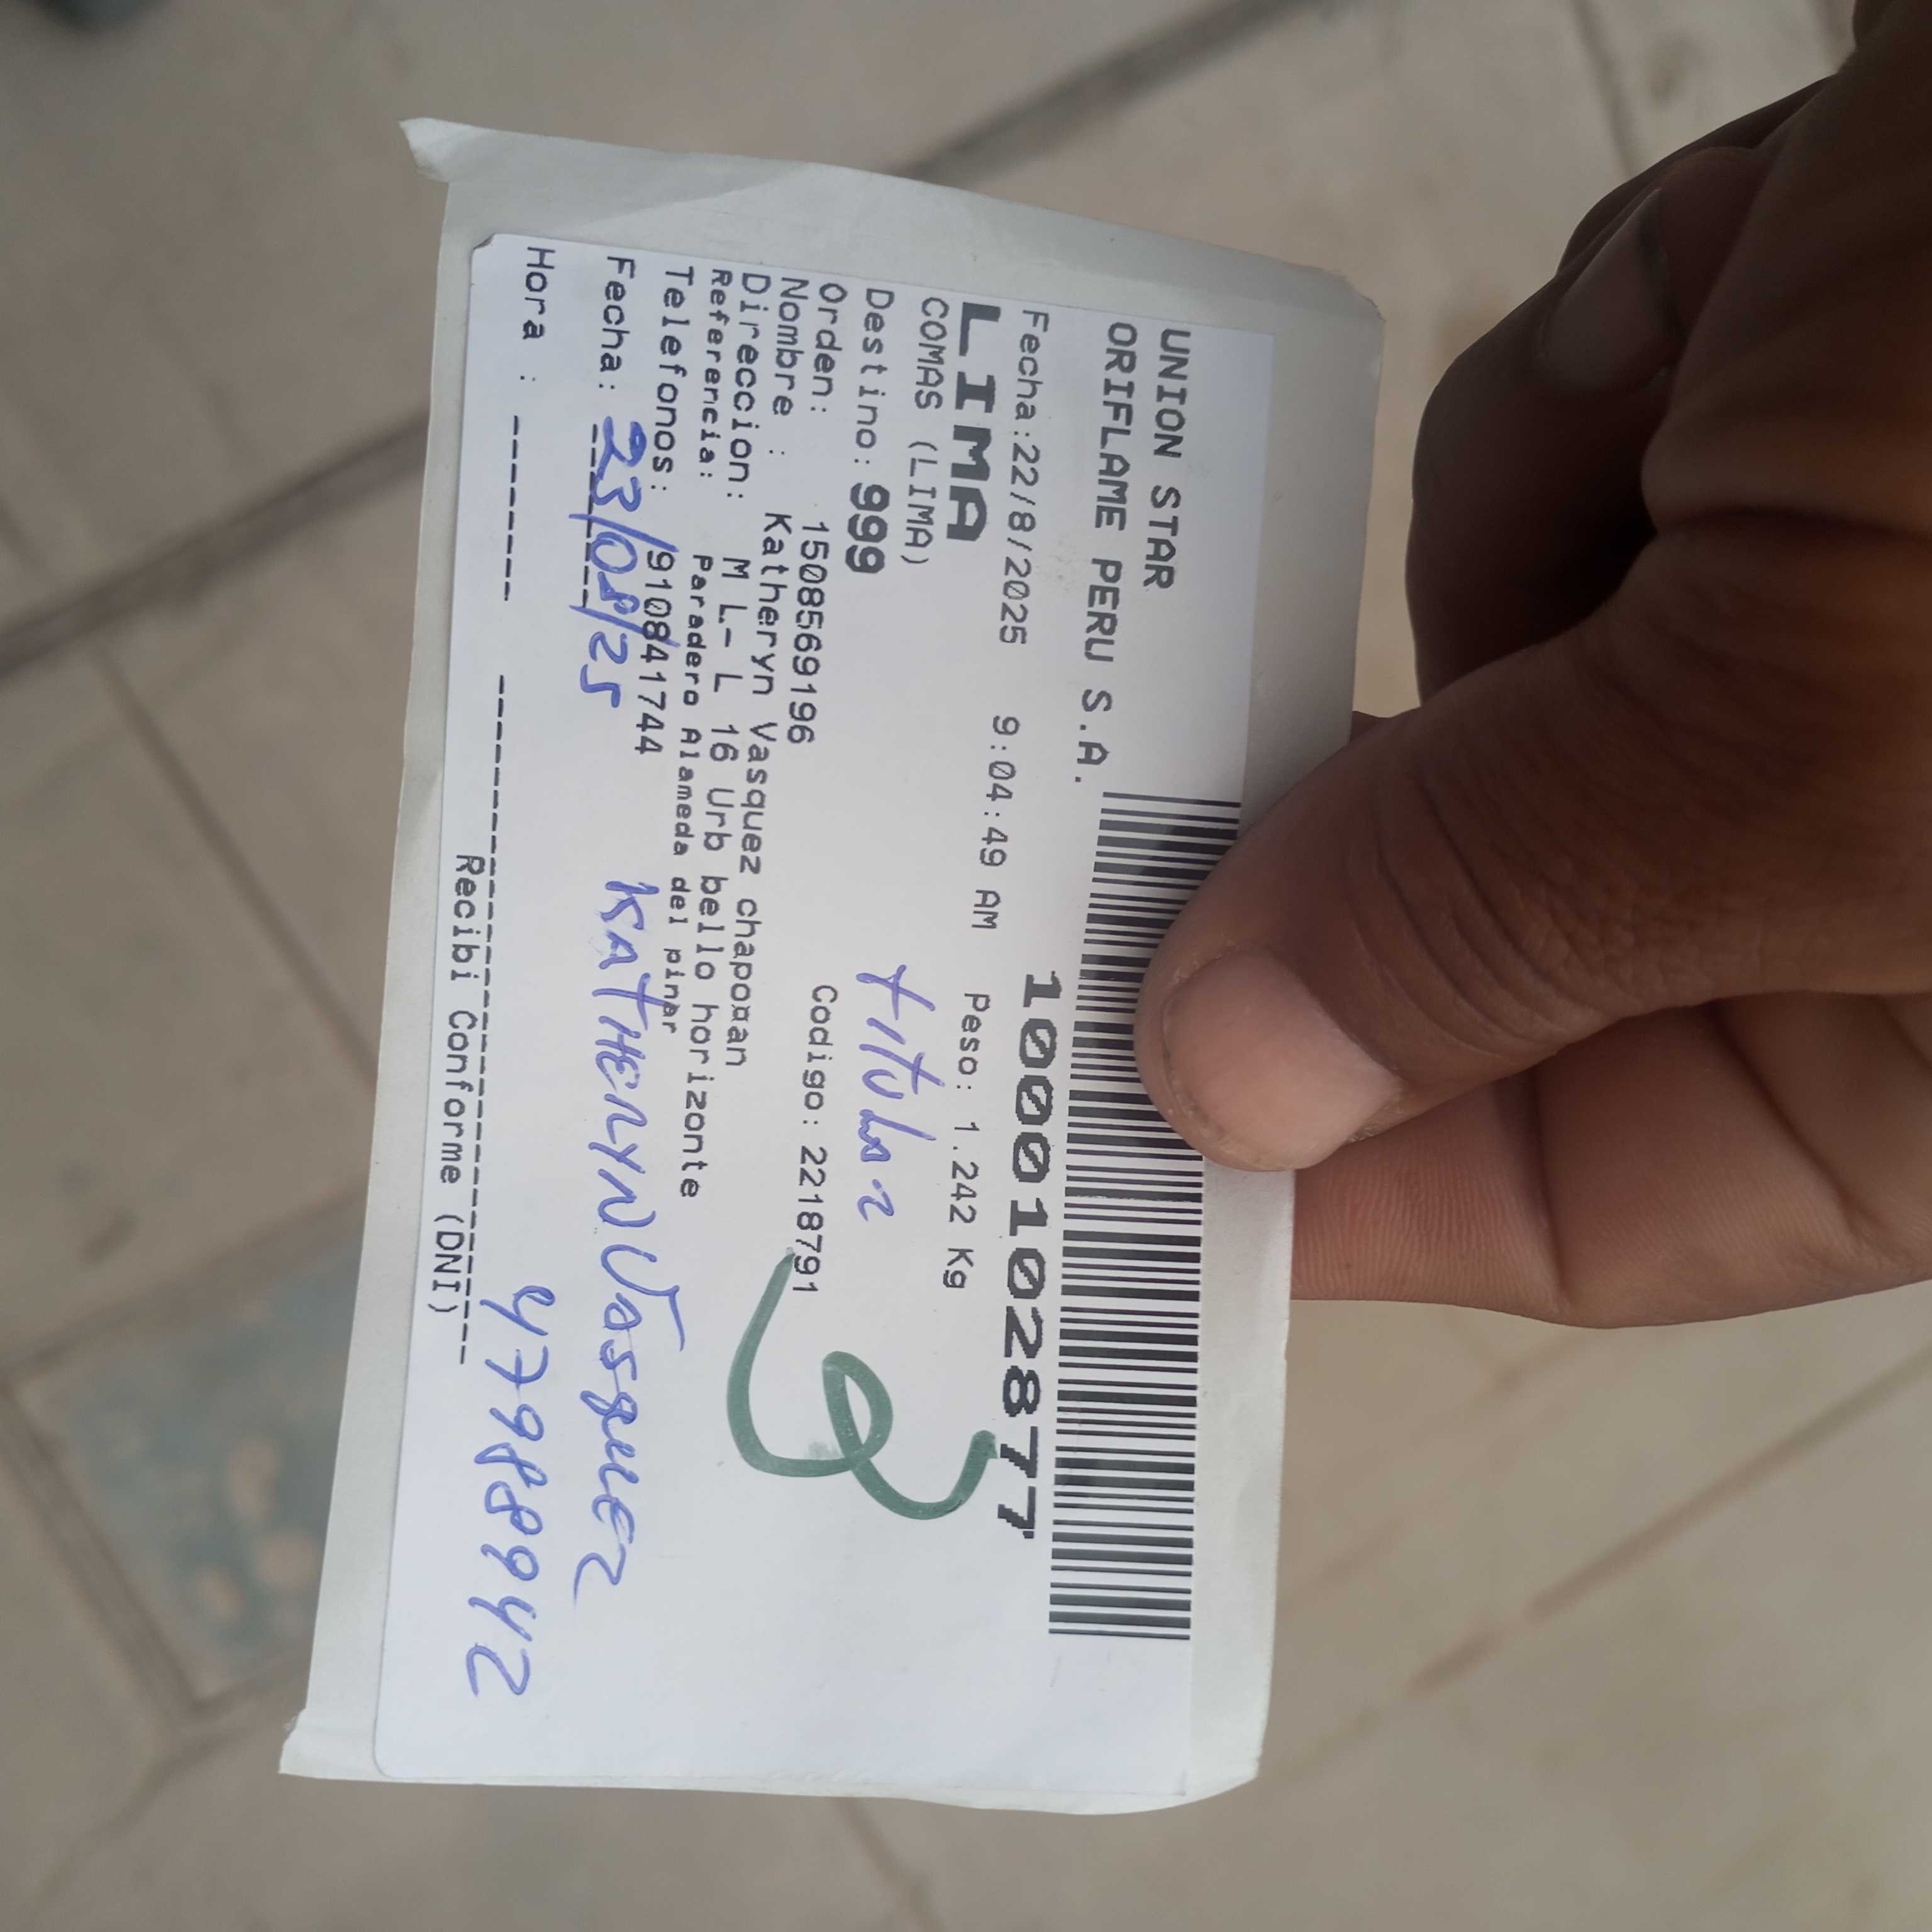 UNION STAR
ORIFLAME PERU S.A.
1000102877
Fecha:22/8/2025 9:04:49 AM Peso: 1.242 Kg
LIMA
COMAS (LIMA)
titular
Destino: 999
Orden: 1508569196 Codigo: 2218791
Nombre : Katheryn Vasquez chapoñan
Direccion: M L- L 16 Urb bello horizonte
Referencia: Paradero Alameda del pinar
Telefonos: 910841744
Fecha: 23/08/25 KATHERYN Vasquez
Hora : 47988942
Recibi Conforme (DNI)